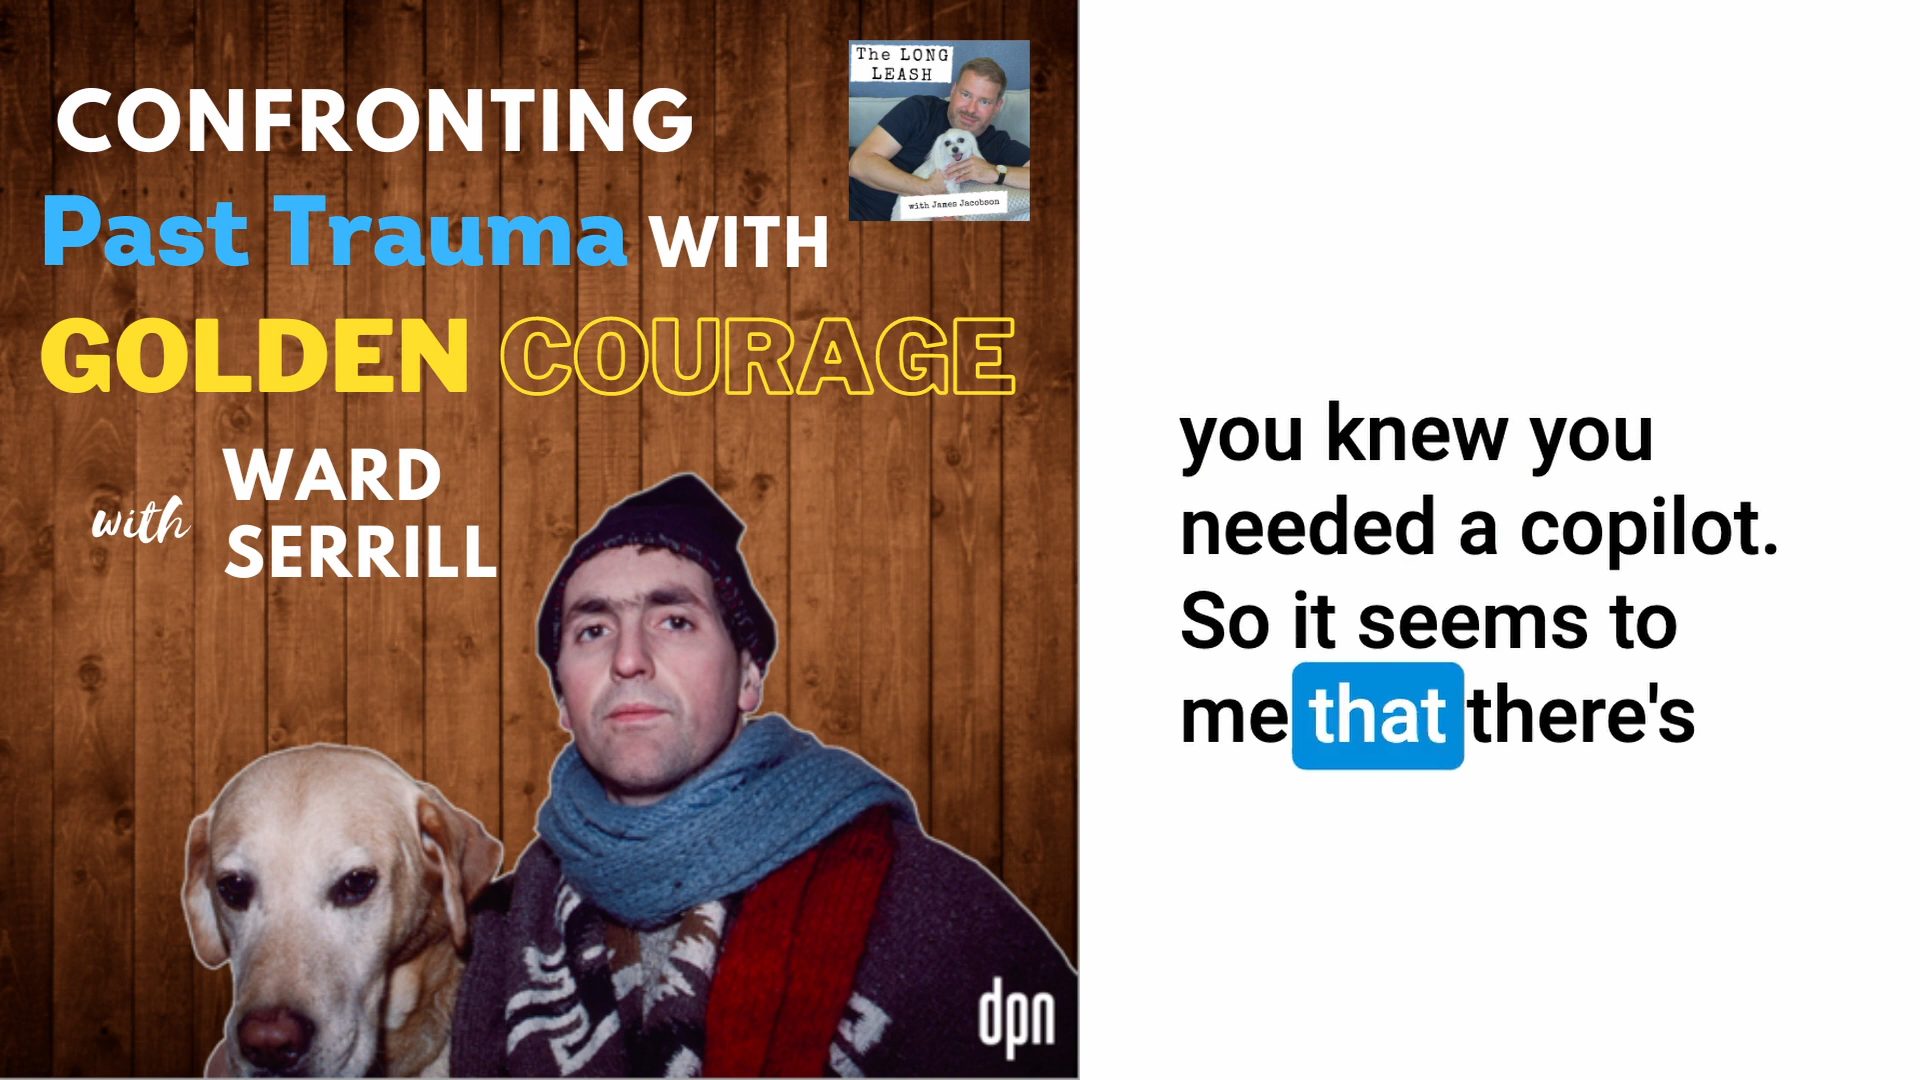 The LONG
LEASH
with James Jacobson
CONFRONTING
Past Trauma WITH
GOLDEN COURAGE
with WARD
SERRILL
dpn
you knew you
needed a copilot.
So it seems to
me that there's